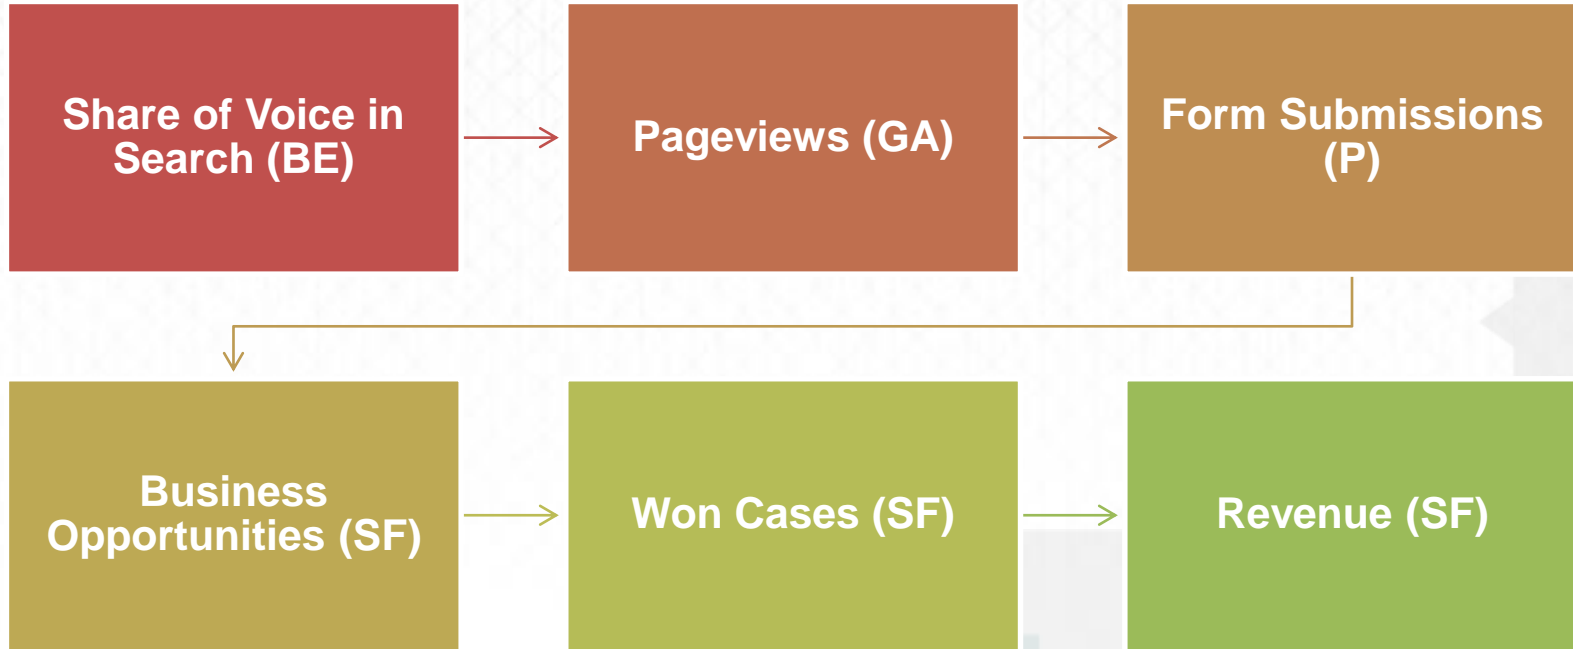 Share of Voice in
Search (BE)
Pageviews (GA)
Form Submissions
(P)
Business
Opportunities (SF)
Won Cases (SF)
Revenue (SF)